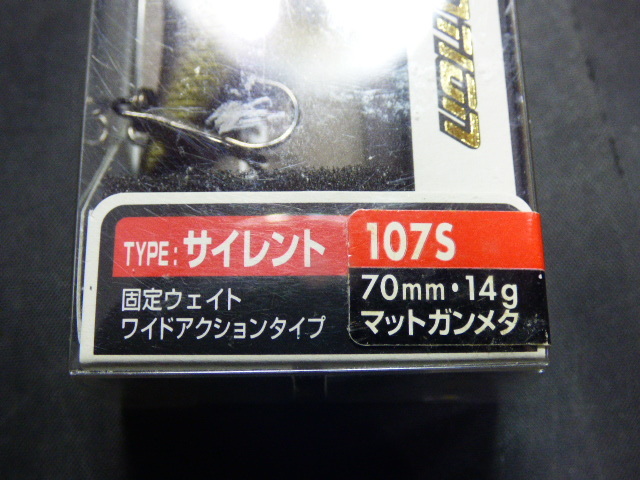 TYPE: サイレント
固定ウェイト
ワイドアクションタイプ
107S
70mm・14g
マットガンメタ